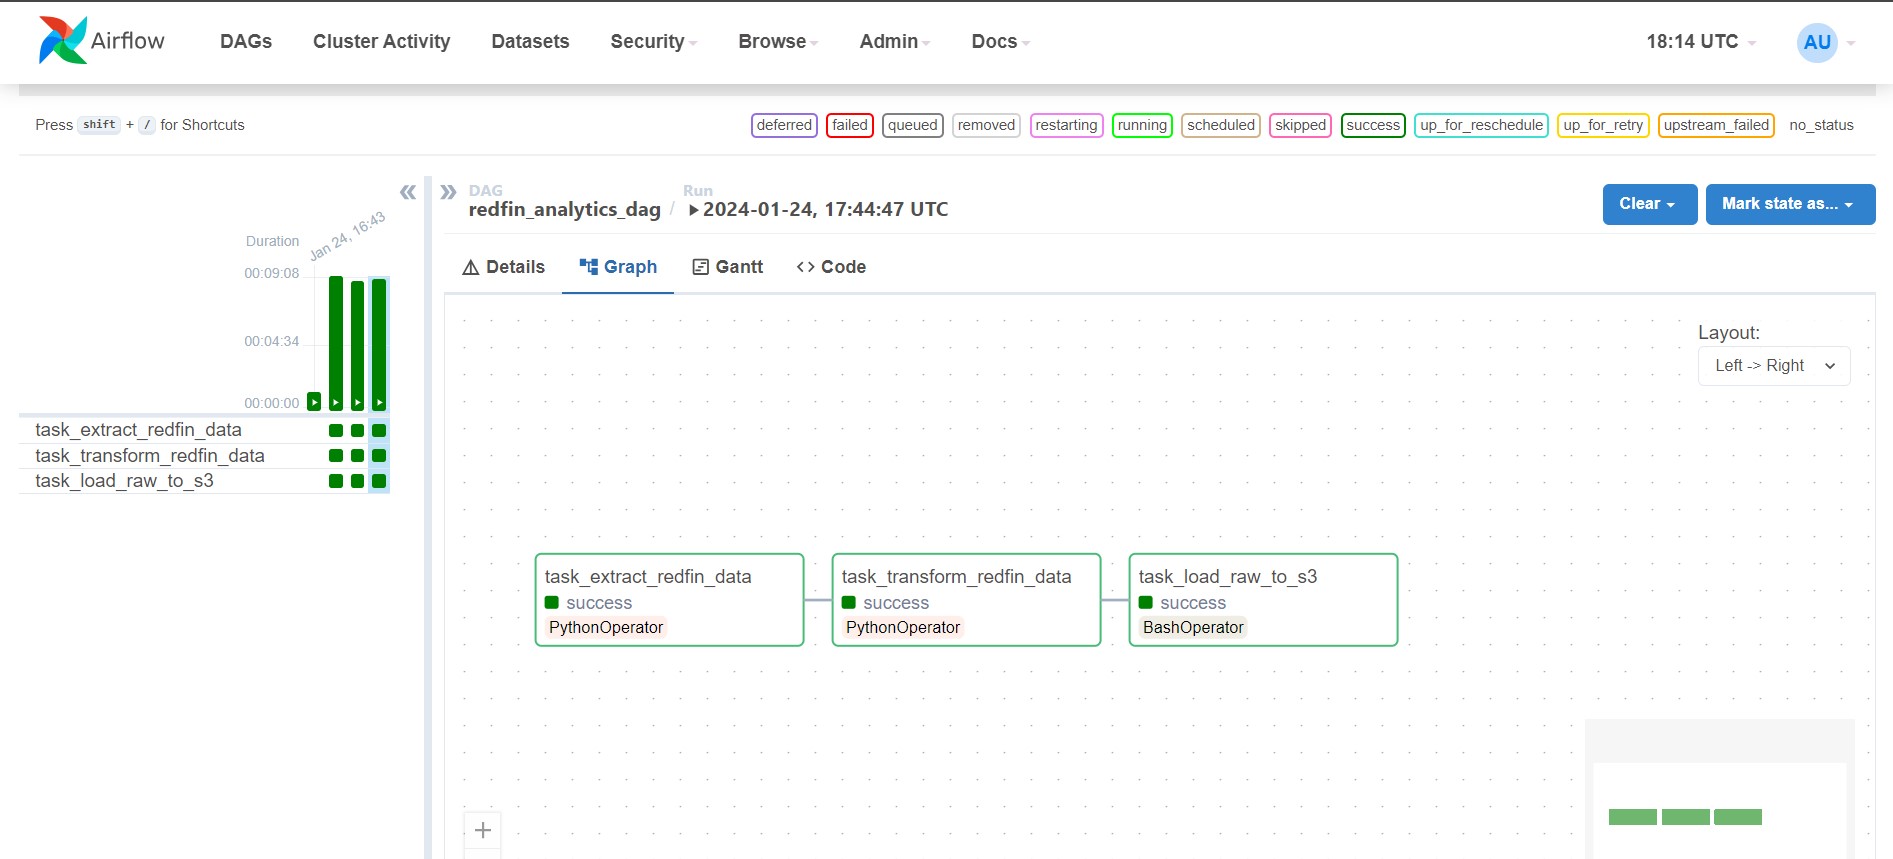 Airflow DAGs Cluster Activity Datasets Security Browse Admin Docs 18:14 UTC AU
Press shift + / for Shortcuts deferred failed queued removed restarting running scheduled skipped success up_for_reschedule up_for_retry upstream_failed no_status
DAG Run
redfin_analytics_dag / 2024-01-24, 17:44:47 UTC
Clear Mark state as...
Jan 24, 16:43
Duration
00:09:08
00:04:34
00:00:00
task_extract_redfin_data
task_transform_redfin_data
task_load_raw_to_s3
Details Graph Gantt Code
Layout:
Left -> Right
task_extract_redfin_data
success
PythonOperator
task_transform_redfin_data
success
PythonOperator
task_load_raw_to_s3
success
BashOperator